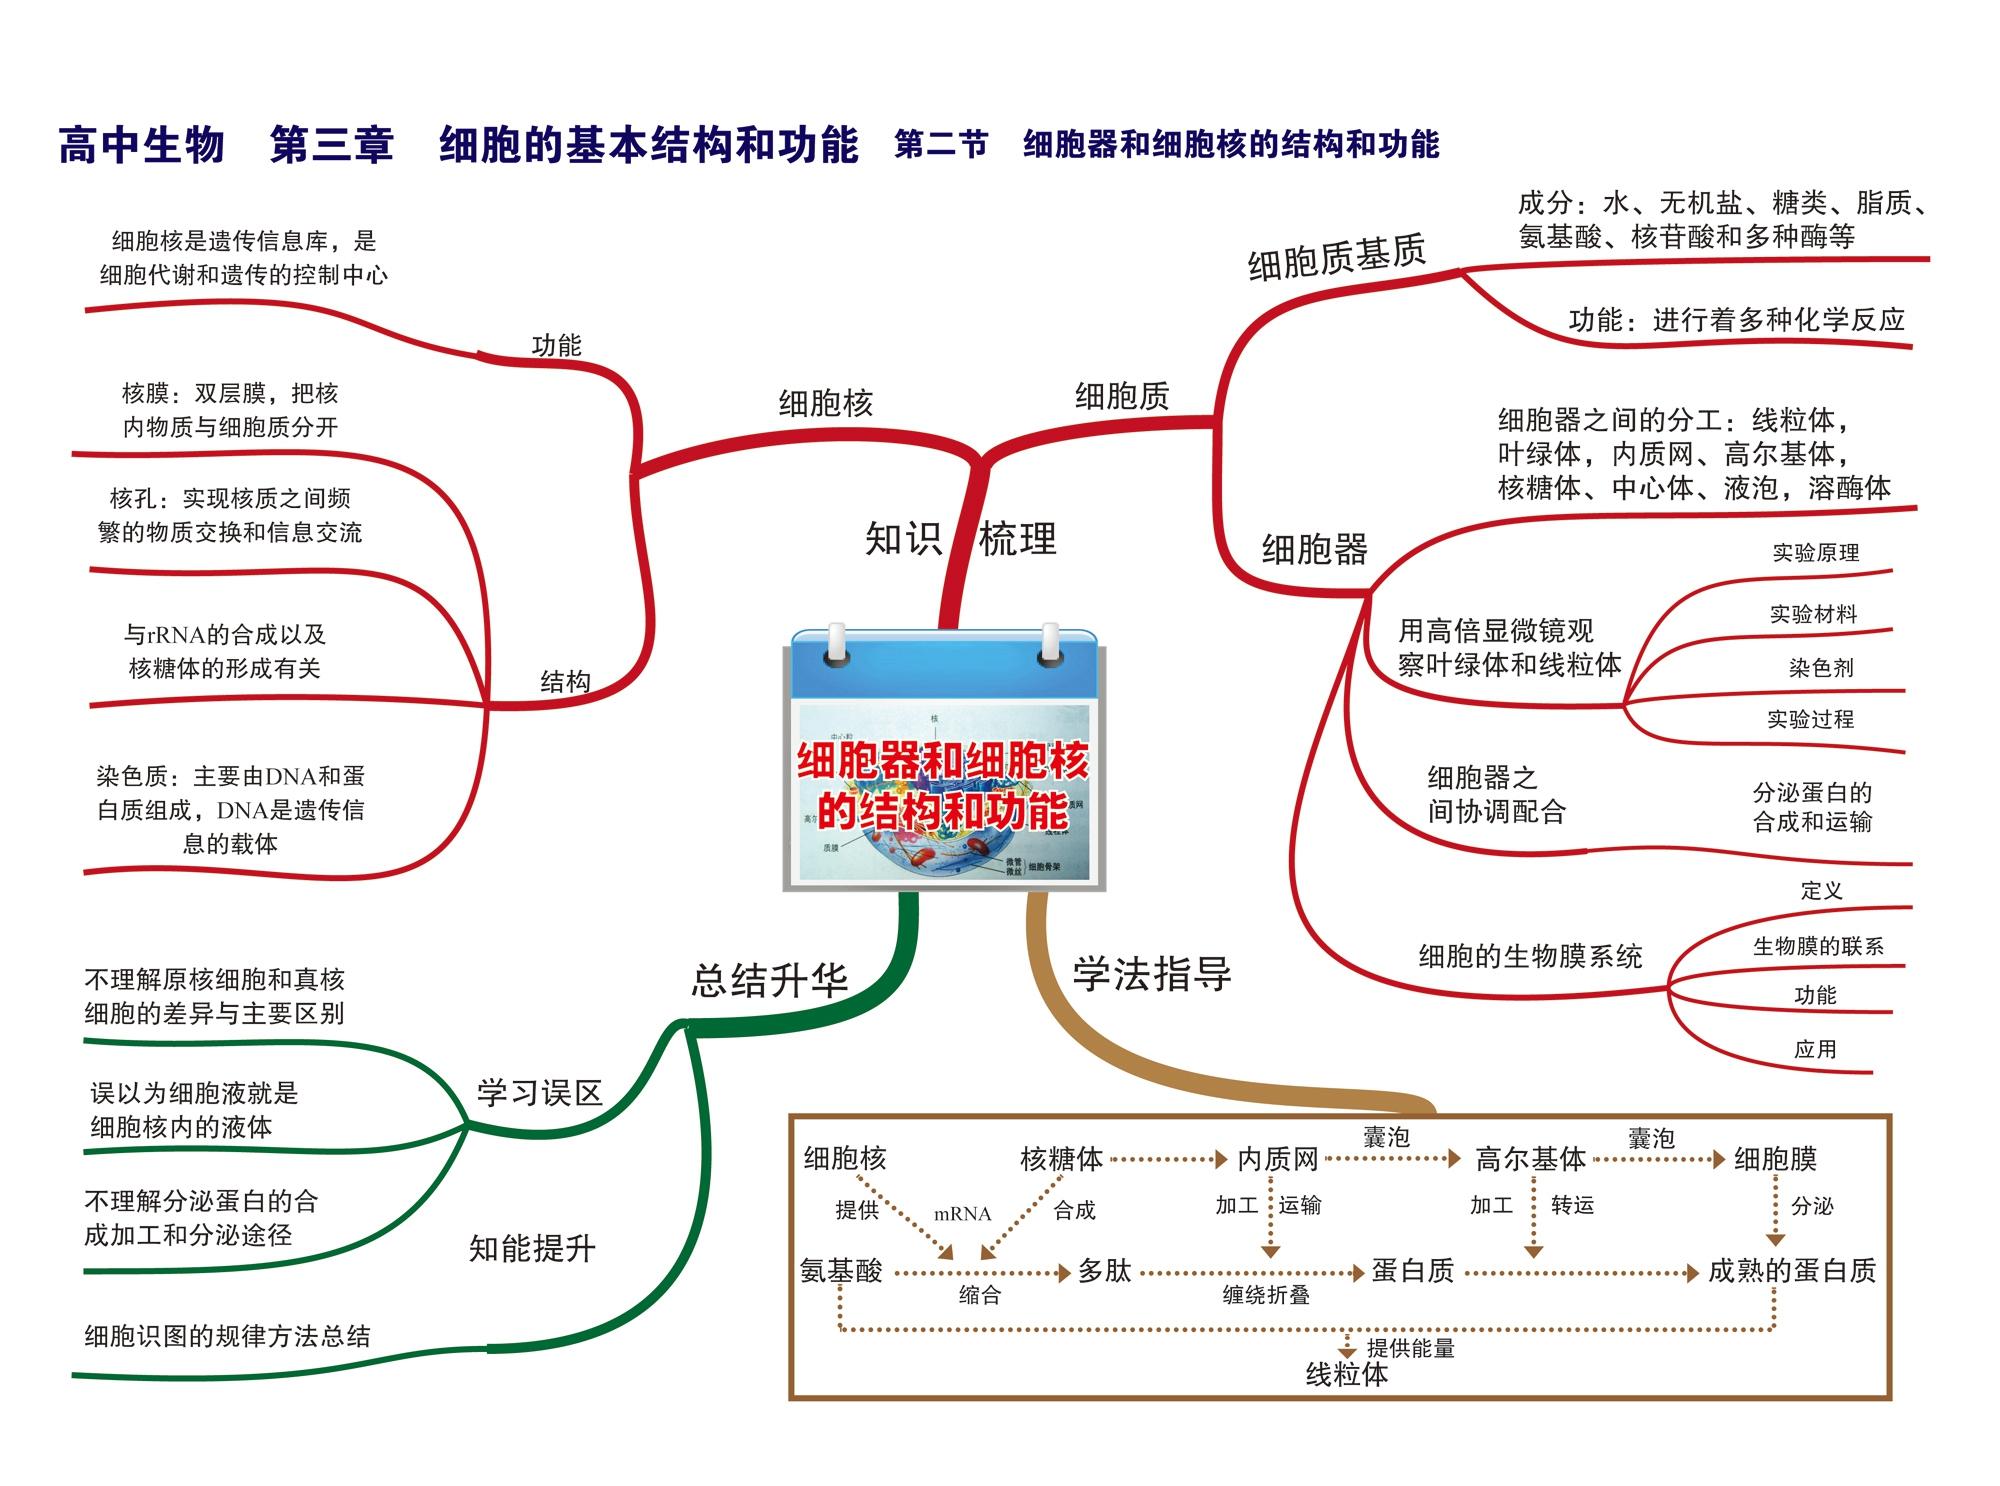 高中生物 第三章 细胞的基本结构和功能 第二节 细胞器和细胞核的结构和功能
细胞核是遗传信息库，是
细胞代谢和遗传的控制中心
功能
核膜：双层膜，把核
内物质与细胞质分开
核孔：实现核质之间频
繁的物质交换和信息交流
与rRNA的合成以及
核糖体的形成有关
结构
染色质：主要由DNA和蛋
白质组成，DNA是遗传信
息的载体
细胞核
细胞质
知识 梳理
细胞质基质
成分：水、无机盐、糖类、脂质、
氨基酸、核苷酸和多种酶等
功能：进行着多种化学反应
细胞器
细胞器之间的分工：线粒体，
叶绿体，内质网、高尔基体，
核糖体、中心体、液泡，溶酶体
用高倍显微镜观
察叶绿体和线粒体
实验原理
实验材料
染色剂
实验过程
细胞器之
间协调配合
分泌蛋白的
合成和运输
细胞的生物膜系统
定义
生物膜的联系
功能
应用
核
细胞器和细胞核
的结构和功能
质膜
微管
微丝
细胞骨架
总结升华
学习误区
不理解原核细胞和真核
细胞的差异与主要区别
误以为细胞液就是
细胞核内的液体
不理解分泌蛋白的合
成加工和分泌途径
知能提升
细胞识图的规律方法总结
学法指导
细胞核 核糖体 内质网 囊泡 高尔基体 囊泡 细胞膜
提供 mRNA 合成 加工 运输 加工 转运 分泌
氨基酸 缩合 多肽 缠绕折叠 蛋白质 成熟的蛋白质
提供能量
线粒体